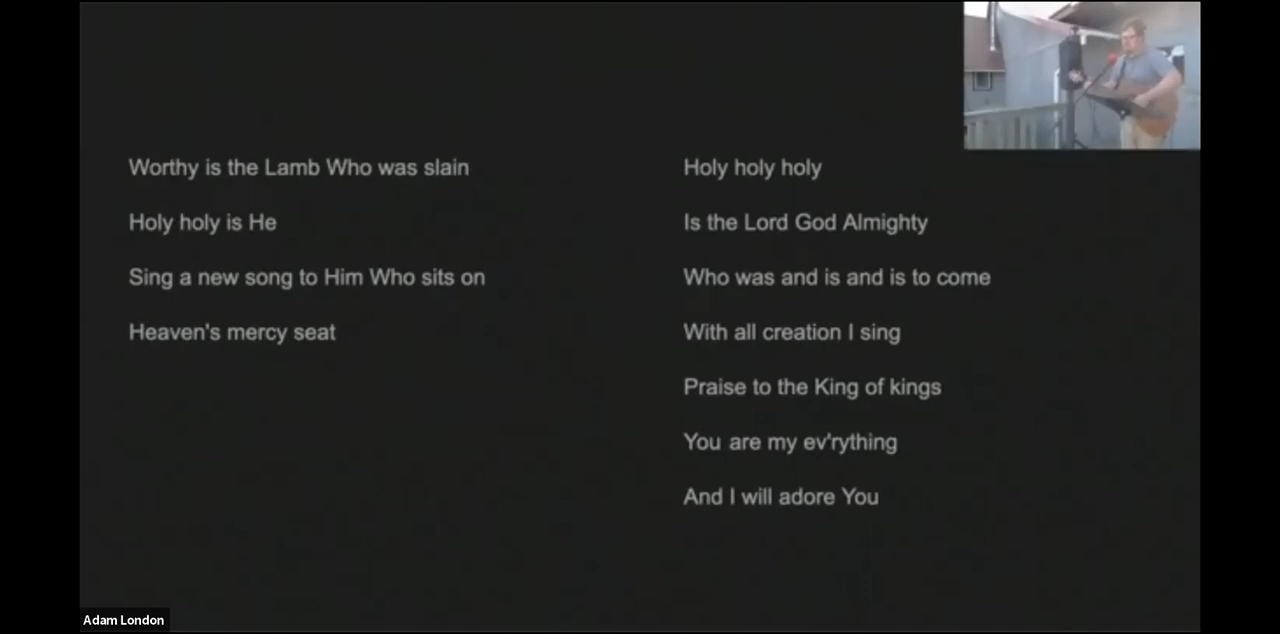 Worthy is the Lamb Who was slain
Holy holy is He
Sing a new song to Him Who sits on
Heaven's mercy seat
Holy holy holy
Is the Lord God Almighty
Who was and is and is to come
With all creation I sing
Praise to the King of kings
You are my ev'rything
And I will adore You
Adam London